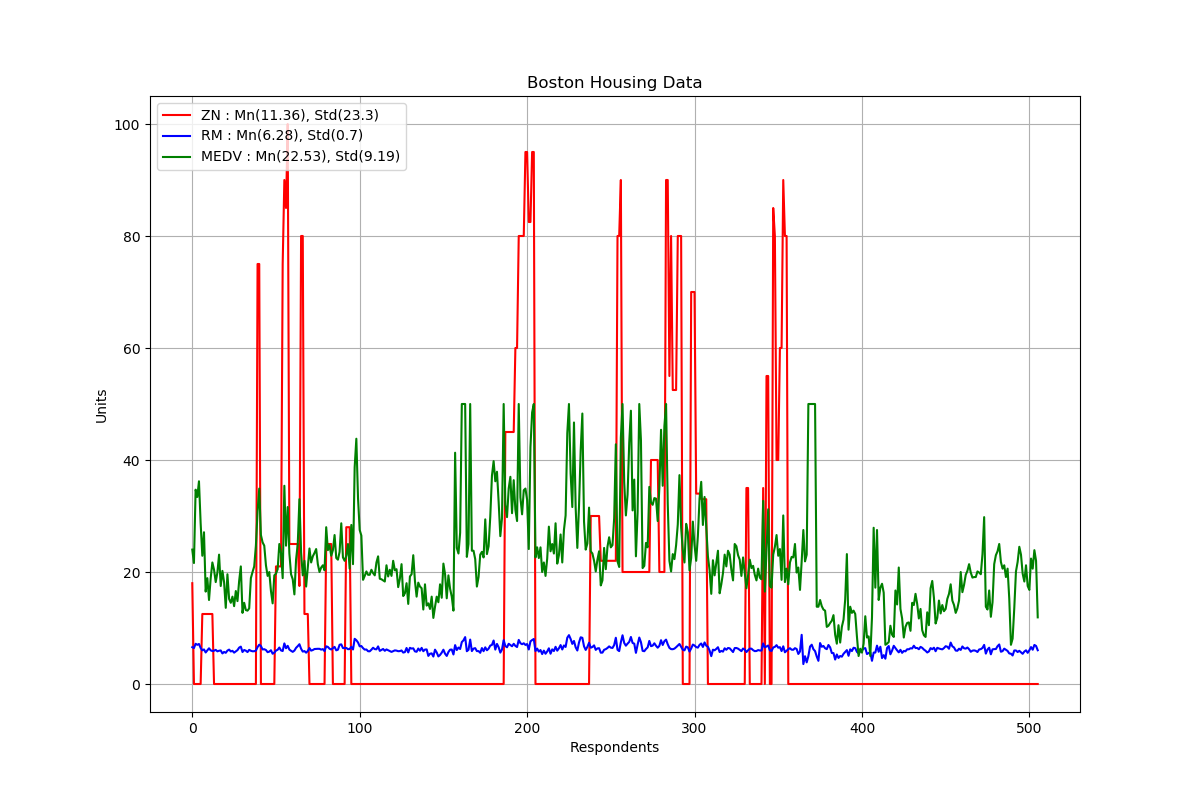 Boston Housing Data
ZN : Mn(11.36), Std(23.3)
RM : Mn(6.28), Std(0.7)
MEDV : Mn(22.53), Std(9.19)
100
80
60
40
20
0
Units
0 100 200 300 400 500
Respondents